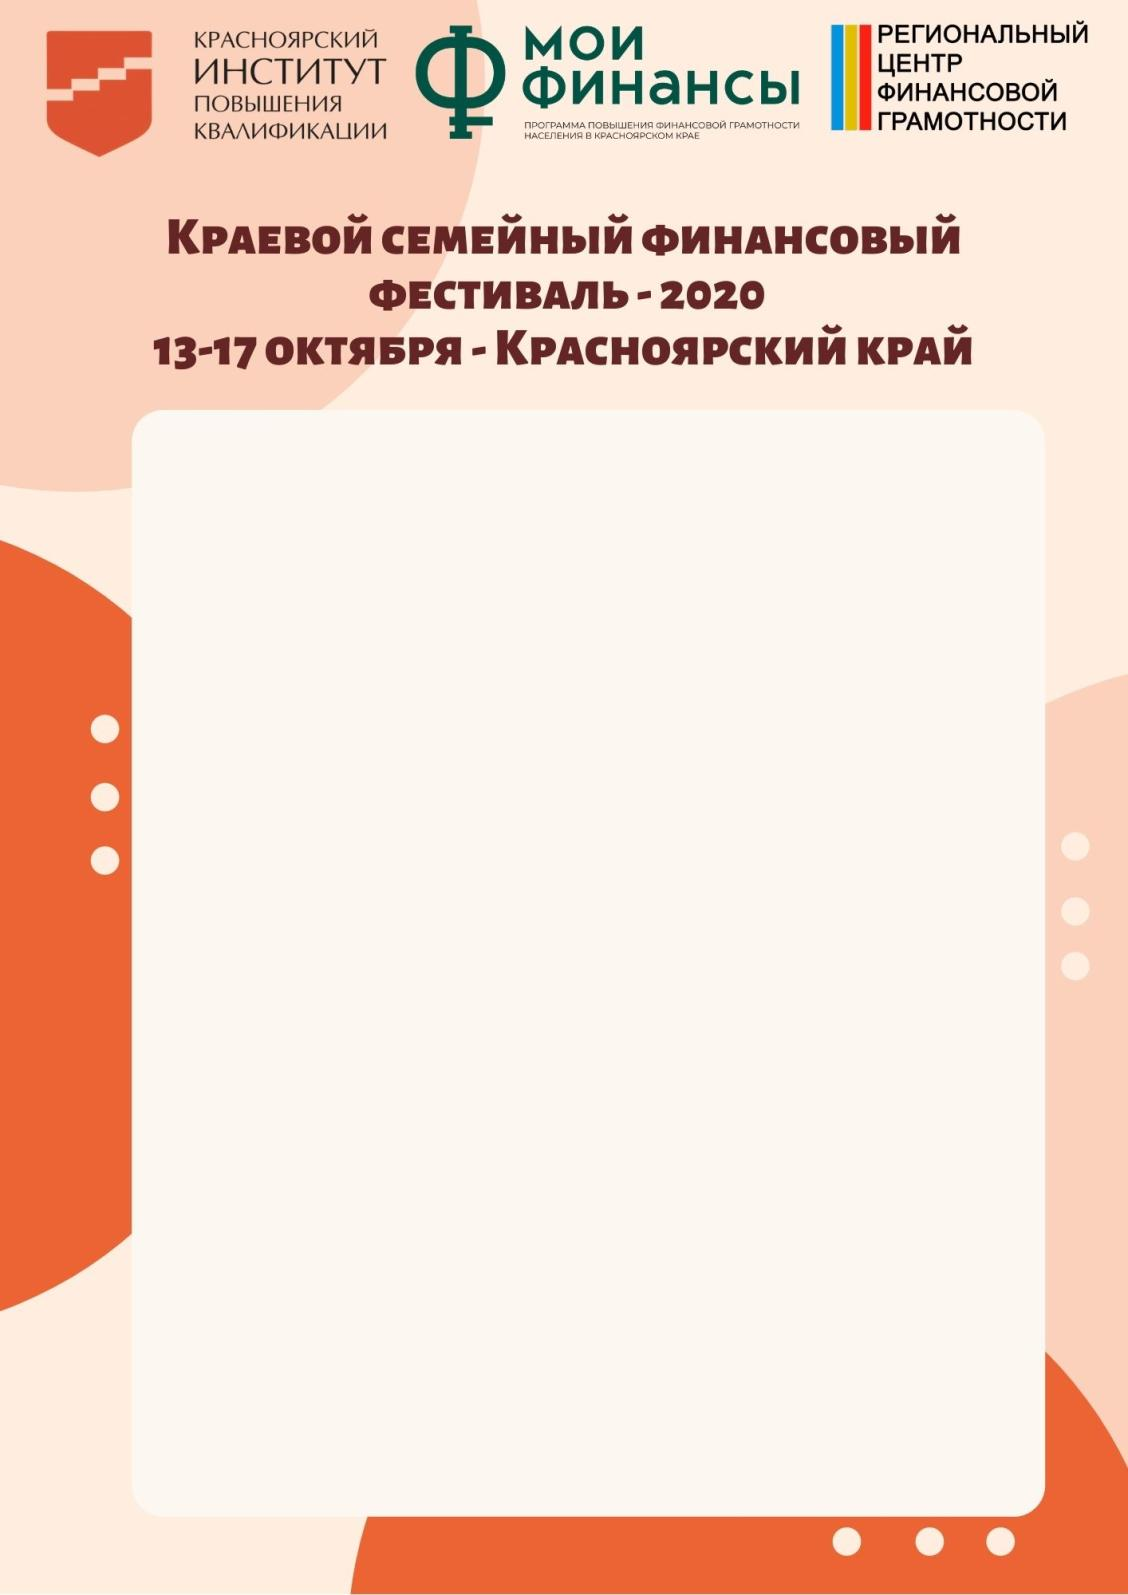 КРАСНОЯРСКИЙ
ИНСТИТУТ
ПОВЫШЕНИЯ
КВАЛИФИКАЦИИ
мои
финансы
ПРОГРАММА ПОВЫШЕНИЯ ФИНАНСОВОЙ ГРАМОТНОСТИ
НАСЕЛЕНИЯ В КРАСНОЯРСКОМ КРАЕ
РЕГИОНАЛЬНЫЙ
ЦЕНТР
ФИНАНСОВОЙ
ГРАМОТНОСТИ
Краевой семейный финансовый
фестиваль - 2020
13-17 октября - Красноярский край